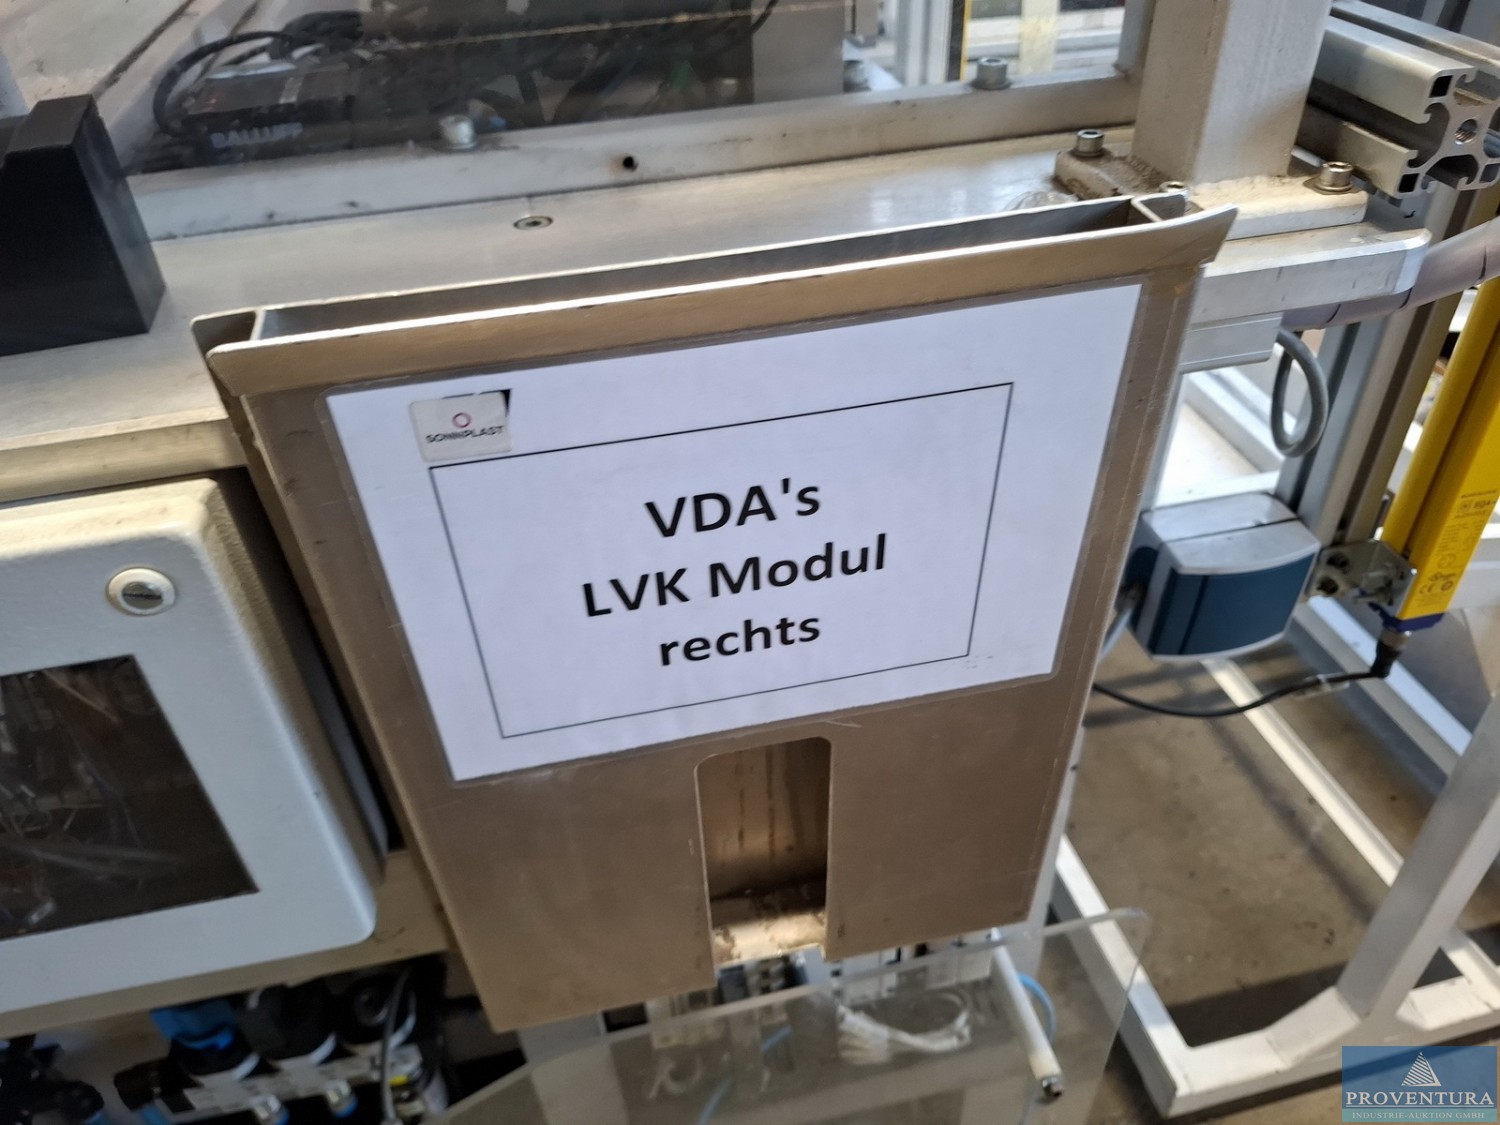 BALLUFF
SONNPLAST
VDA's
LVK Modul
rechts
PROVENTURA
INDUSTRIE-AUKTION GMBH